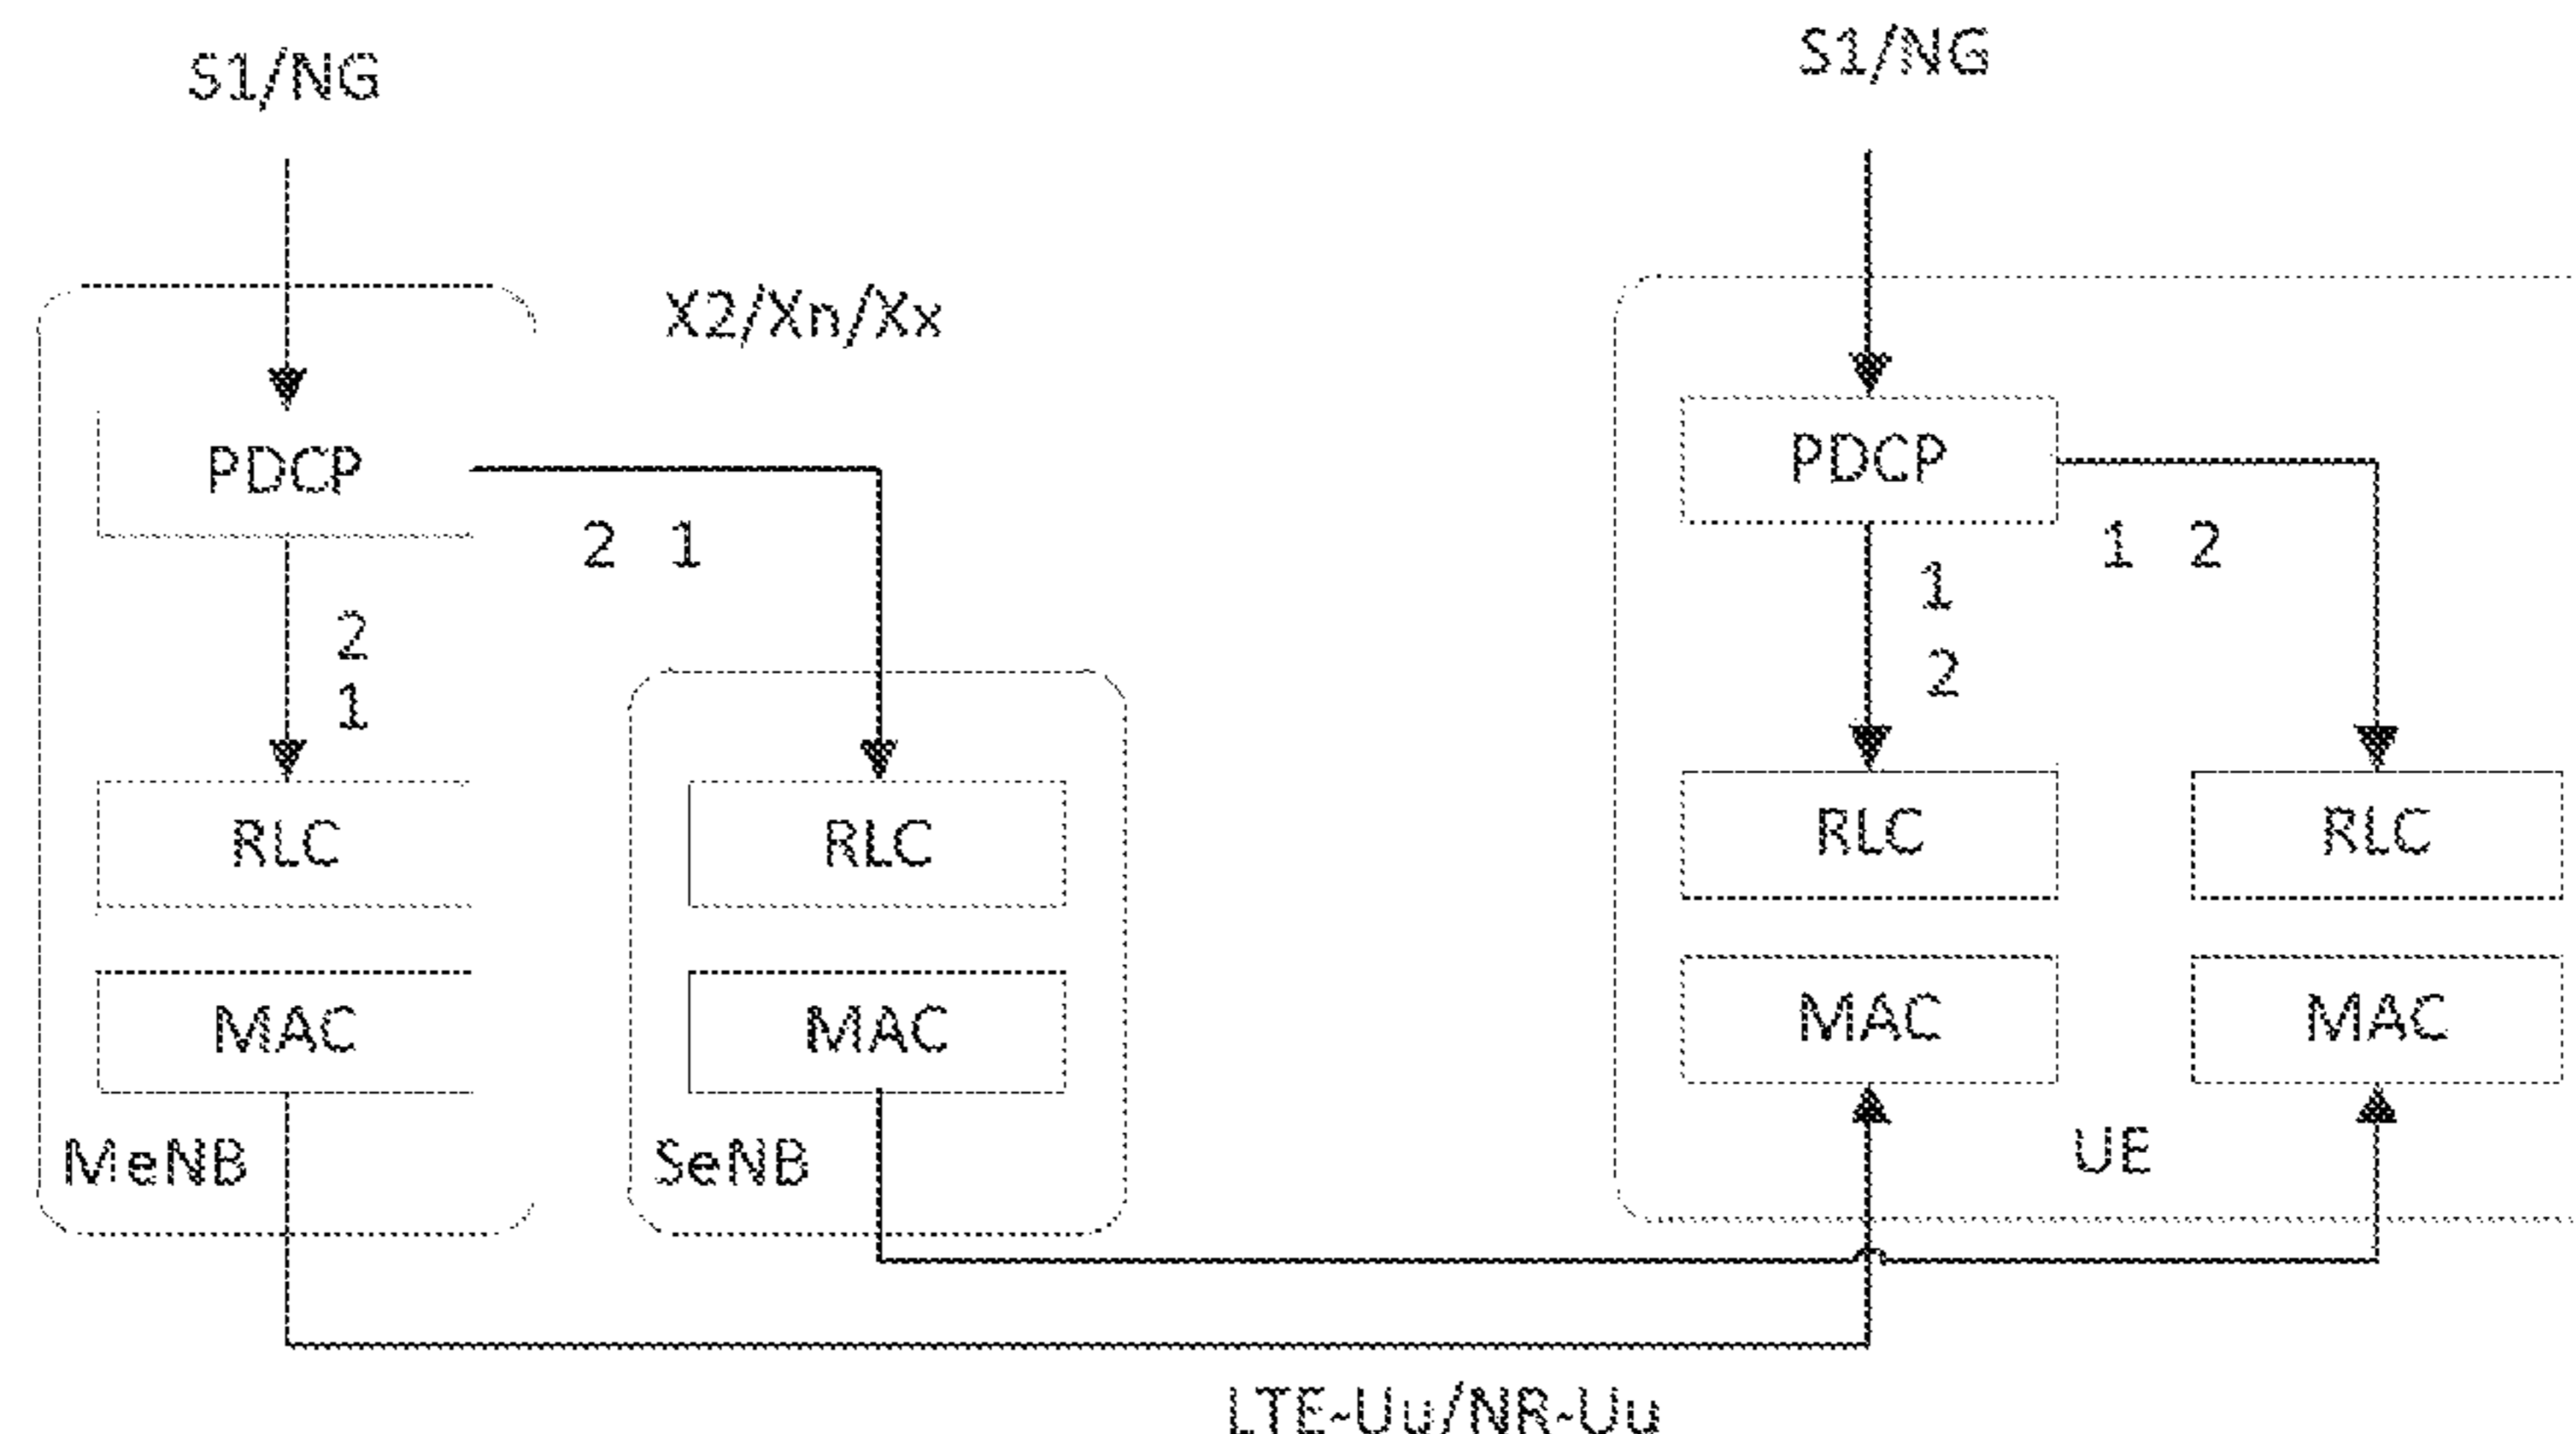 S1/NG
S1/NG
X2/Xn/Xx
PDCP
PDCP
2 1
1 2
2
1
1
2
RLC
RLC
RLC
RLC
MAC
MAC
MAC
MAC
MeNB
SeNB
UE
LTE-Uu/NR-Uu